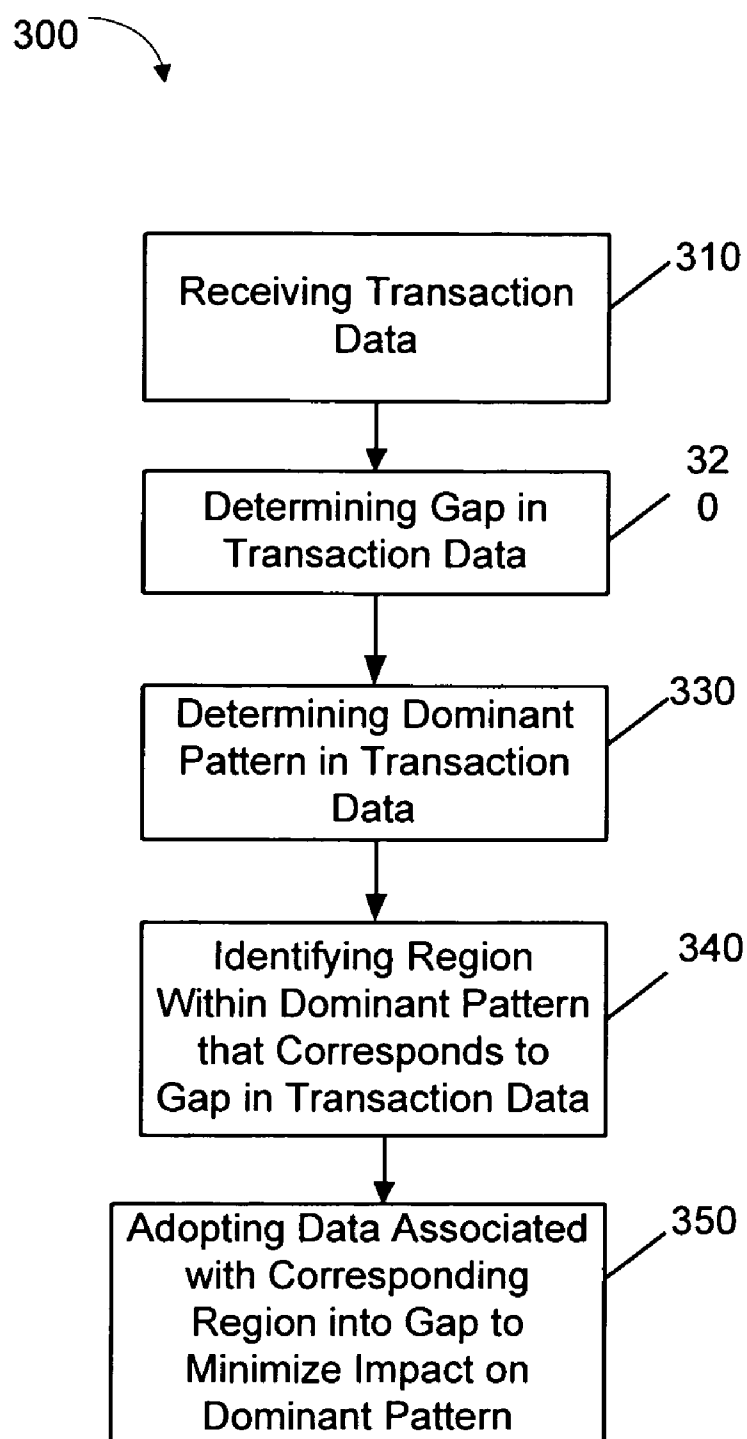 300
310
Receiving Transaction
Data
32
0
Determining Gap in
Transaction Data
330
Determining Dominant
Pattern in Transaction
Data
340
Identifying Region
Within Dominant Pattern
that Corresponds to
Gap in Transaction Data
350
Adopting Data Associated
with Corresponding
Region into Gap to
Minimize Impact on
Dominant Pattern